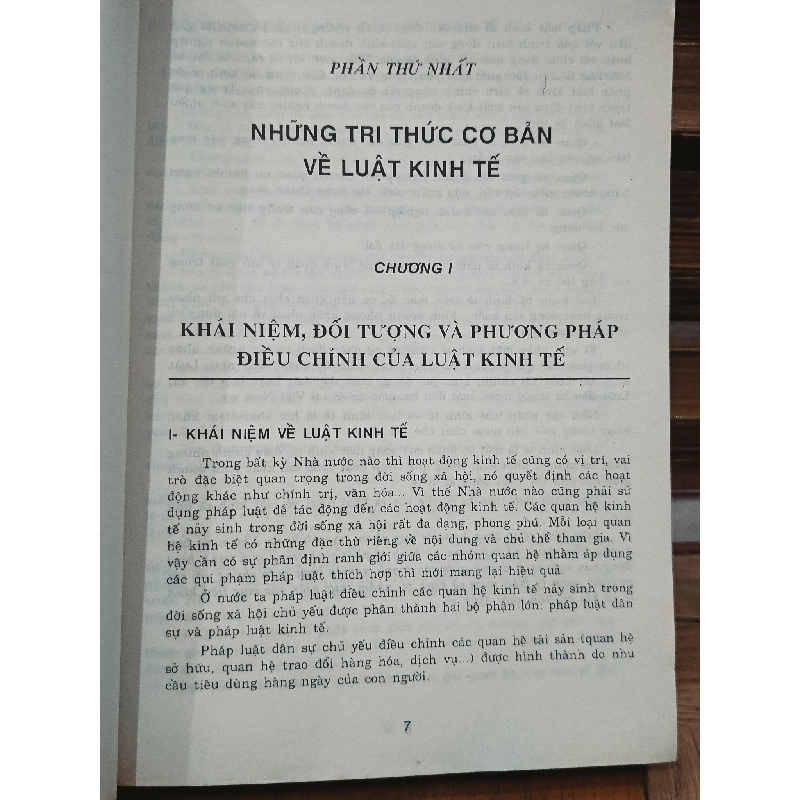 PHẦN THỨ NHẤT
NHỮNG TRI THỨC CƠ BẢN
VỀ LUẬT KINH TẾ
CHƯƠNG I
KHÁI NIỆM, ĐỐI TƯỢNG VÀ PHƯƠNG PHÁP
ĐIỀU CHỈNH CỦA LUẬT KINH TẾ
I- KHÁI NIỆM VỀ LUẬT KINH TẾ
Trong bất kỳ Nhà nước nào thì hoạt động kinh tế cũng có vị trí, vai
trò đặc biệt quan trọng trong đời sống xã hội, nó quyết định các hoạt
động khác như chính trị, văn hóa... Vì thế Nhà nước nào cũng phải sử
dụng pháp luật để tác động đến các hoạt động kinh tế. Các quan hệ kinh
tế nảy sinh trong đời sống xã hội rất đa dạng, phong phú. Mỗi loại quan
hệ kinh tế có những đặc thù riêng về nội dung và chủ thể tham gia. Vì
vậy cần có sự phân định ranh giới giữa các nhóm quan hệ nhằm áp dụng
các qui phạm pháp luật thích hợp thì mới mang lại hiệu quả.
Ở nước ta pháp luật điều chỉnh các quan hệ kinh tế nảy sinh trong
đời sống xã hội chủ yếu được phân thành hai bộ phận lớn: pháp luật dân
sự và pháp luật kinh tế.
Pháp luật dân sự chủ yếu điều chỉnh các quan hệ tài sản (quan hệ
sở hữu, quan hệ trao đổi hàng hóa, dịch vụ...) được hình thành do nhu
cầu tiêu dùng hàng ngày của con người.
7